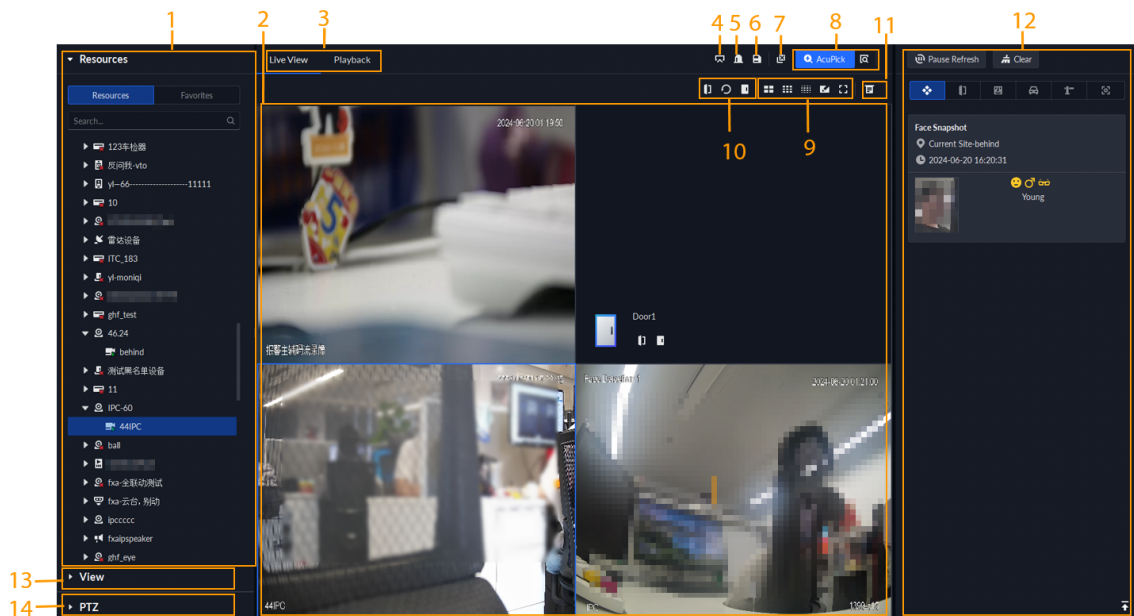 1
2
3
4 5 6 7
8
11
12
Resources
Live View Playback
AcuPick
Pause Refresh Clear
Resources Favorites
Search...
10
9
123车检器
反问我-vto
yl—66--------------------11111
10
雷达设备
ITC_183
yl-moniqi
ghf_test
46.24
behind
测试黑名单设备
11
IPC-60
44IPC
ball
fxa-全联动测试
fxa-云台,别动
ipccccc
fxaipspeaker
ghf_eye
13
View
14
PTZ
2024-06-20 01:19:50
Door1
2024-06-20 01:21:00
44IPC
IPC
Face Snapshot
Current Site-behind
2024-06-20 16:20:31
Young